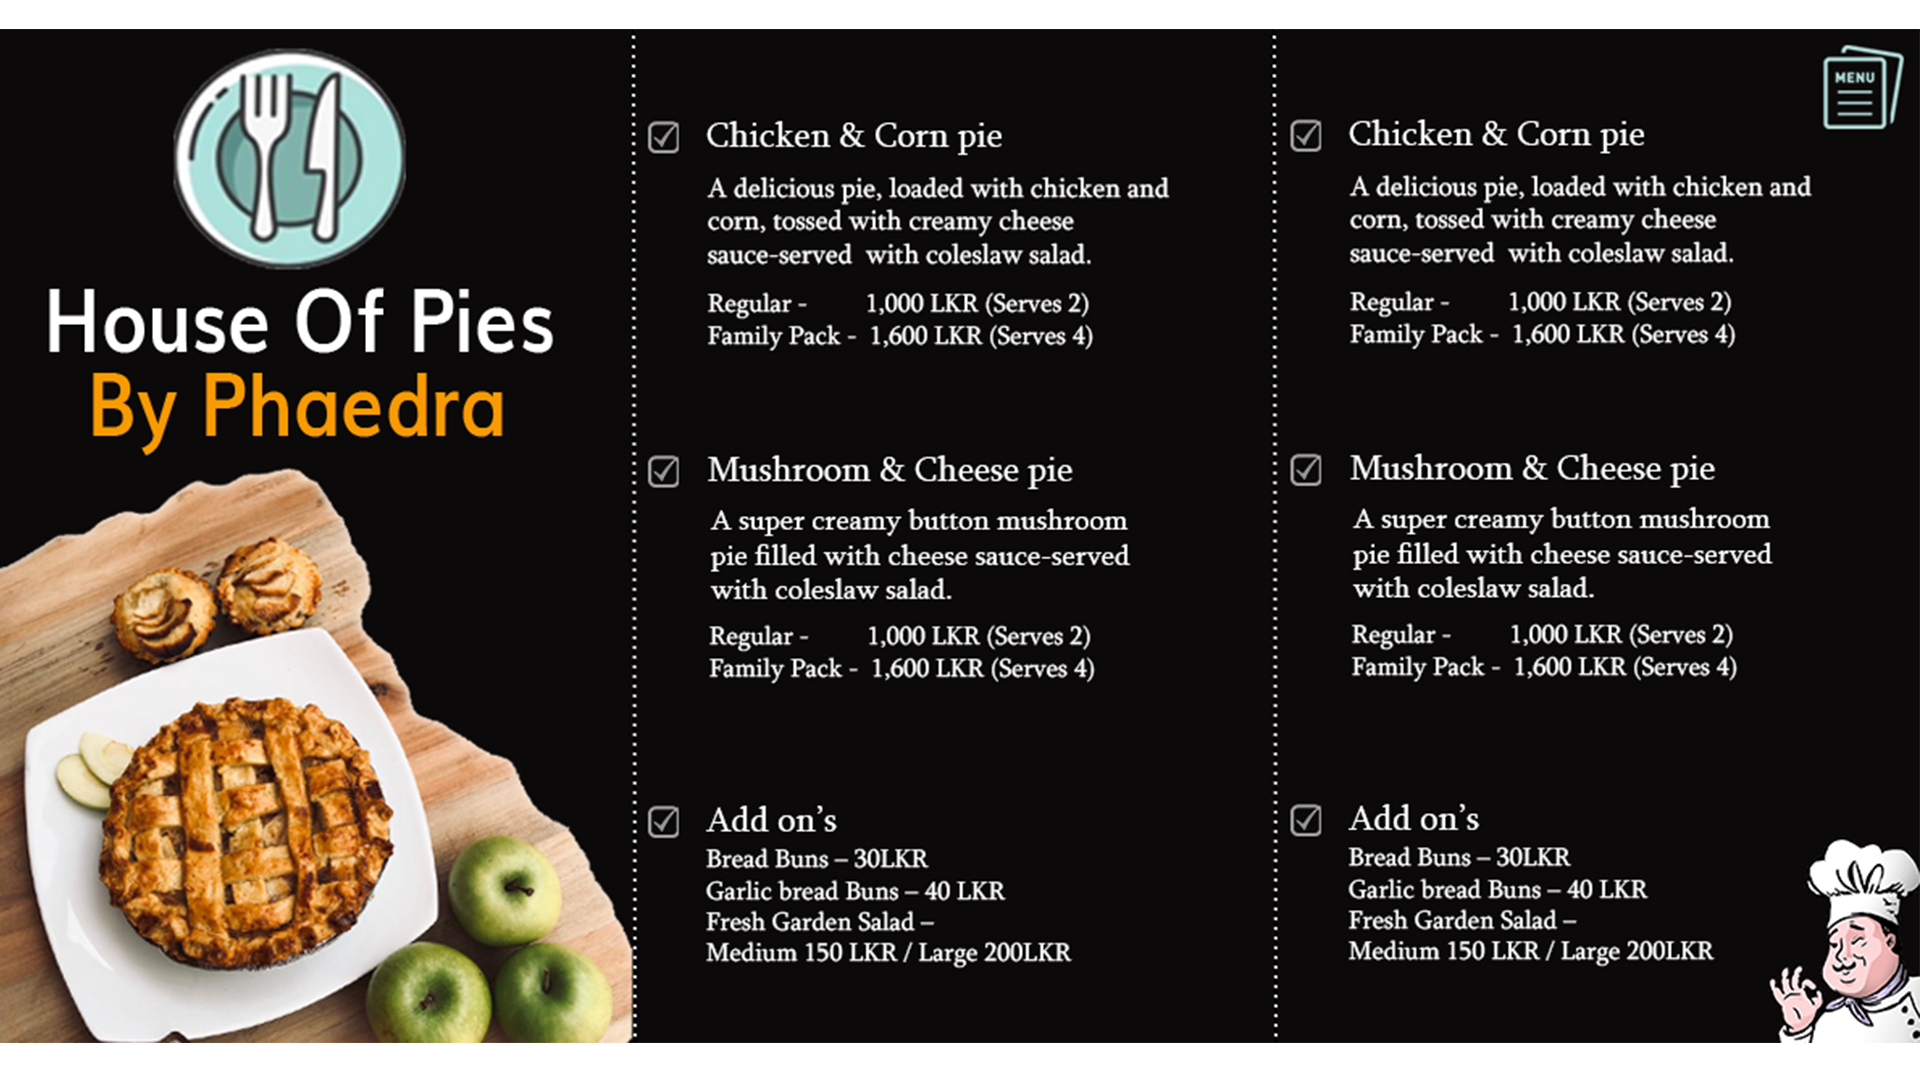 House Of Pies
By Phaedra
Chicken & Corn pie
A delicious pie, loaded with chicken and
corn, tossed with creamy cheese
sauce-served with coleslaw salad.
Regular - 1,000 LKR (Serves 2)
Family Pack - 1,600 LKR (Serves 4)
Mushroom & Cheese pie
A super creamy button mushroom
pie filled with cheese sauce-served
with coleslaw salad.
Regular - 1,000 LKR (Serves 2)
Family Pack - 1,600 LKR (Serves 4)
Add on’s
Bread Buns – 30LKR
Garlic bread Buns – 40 LKR
Fresh Garden Salad –
Medium 150 LKR / Large 200LKR
MENU
Chicken & Corn pie
A delicious pie, loaded with chicken and
corn, tossed with creamy cheese
sauce-served with coleslaw salad.
Regular - 1,000 LKR (Serves 2)
Family Pack - 1,600 LKR (Serves 4)
Mushroom & Cheese pie
A super creamy button mushroom
pie filled with cheese sauce-served
with coleslaw salad.
Regular - 1,000 LKR (Serves 2)
Family Pack - 1,600 LKR (Serves 4)
Add on’s
Bread Buns – 30LKR
Garlic bread Buns – 40 LKR
Fresh Garden Salad –
Medium 150 LKR / Large 200LKR